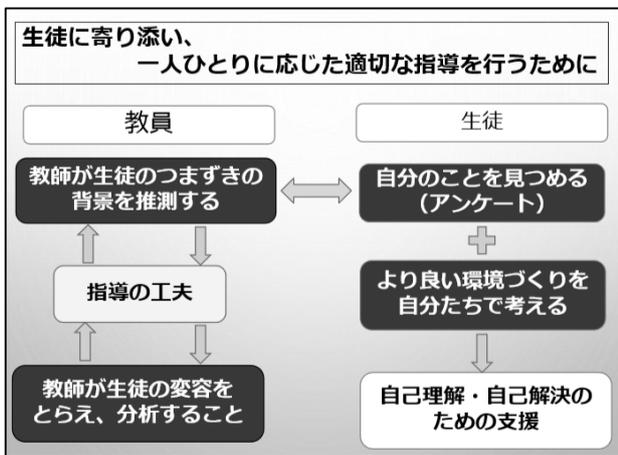 生徒に寄り添い、
一人ひとりに応じた適切な指導を行うために
教員
生徒
教師が生徒のつまずきの
背景を推測する
自分のことを見つめる
（アンケート）
指導の工夫
より良い環境づくりを
自分たちで考える
教師が生徒の変容を
とらえ、分析すること
自己理解・自己解決の
ための支援